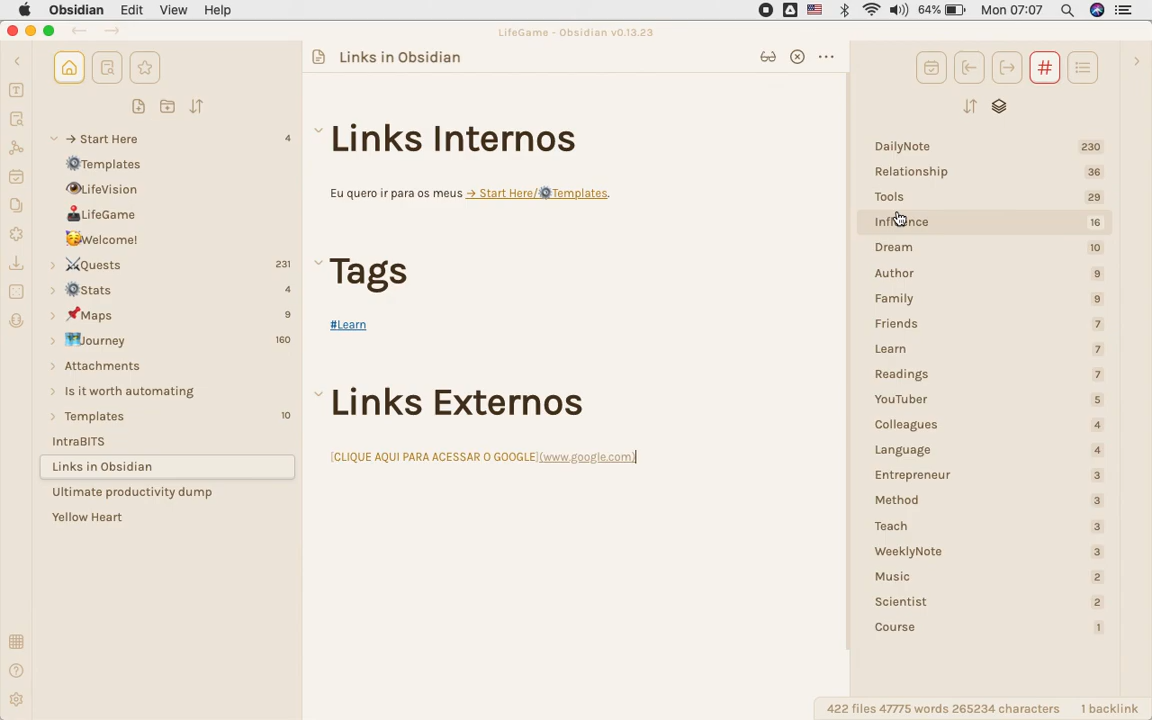 Obsidian Edit View Help 64% Mon 07:07
LifeGame - Obsidian v0.13.23
Links in Obsidian
→ Start Here 4
Templates
LifeVision
LifeGame
Welcome!
Quests 231
Stats 4
Maps 9
Journey 160
Attachments
Is it worth automating
Templates 10
IntraBITS
Links in Obsidian
Ultimate productivity dump
Yellow Heart
Links Internos
Eu quero ir para os meus → Start Here/⚙️Templates.
Tags
#Learn
Links Externos
[CLIQUE AQUI PARA ACESSAR O GOOGLE](www.google.com)
DailyNote 230
Relationship 36
Tools 29
Influence 16
Dream 10
Author 9
Family 9
Friends 7
Learn 7
Readings 7
YouTuber 5
Colleagues 4
Language 4
Entrepreneur 3
Method 3
Teach 3
WeeklyNote 3
Music 2
Scientist 2
Course 1
422 files 47775 words 265234 characters 1 backlink